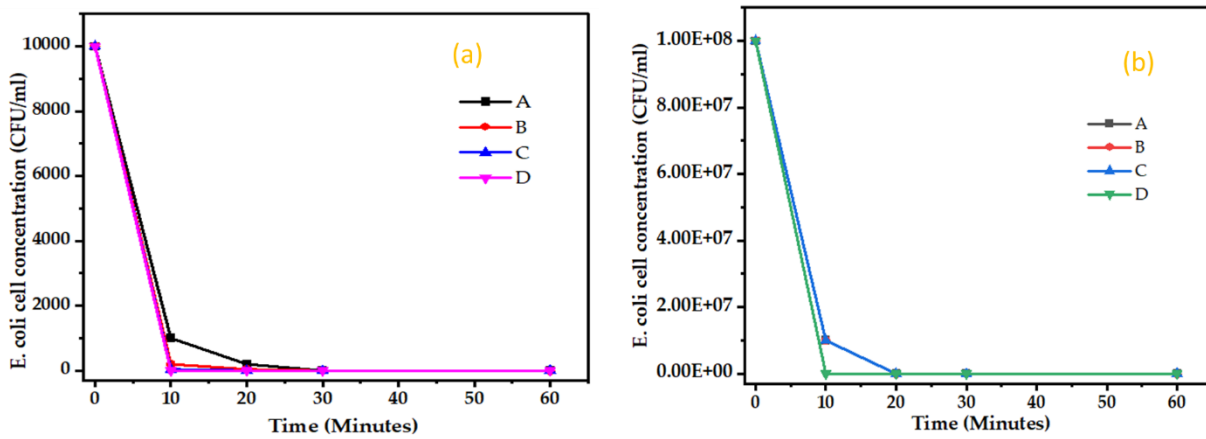 (a)
10000
8000
6000
4000
2000
0
E. coli cell concentration (CFU/ml)
A
B
C
D
0 10 20 30 40 50 60
Time (Minutes)
(b)
1.00E+08
8.00E+07
6.00E+07
4.00E+07
2.00E+07
0.00E+00
E. coli cell concentration (CFU/ml)
A
B
C
D
0 10 20 30 40 50 60
Time (Minutes)